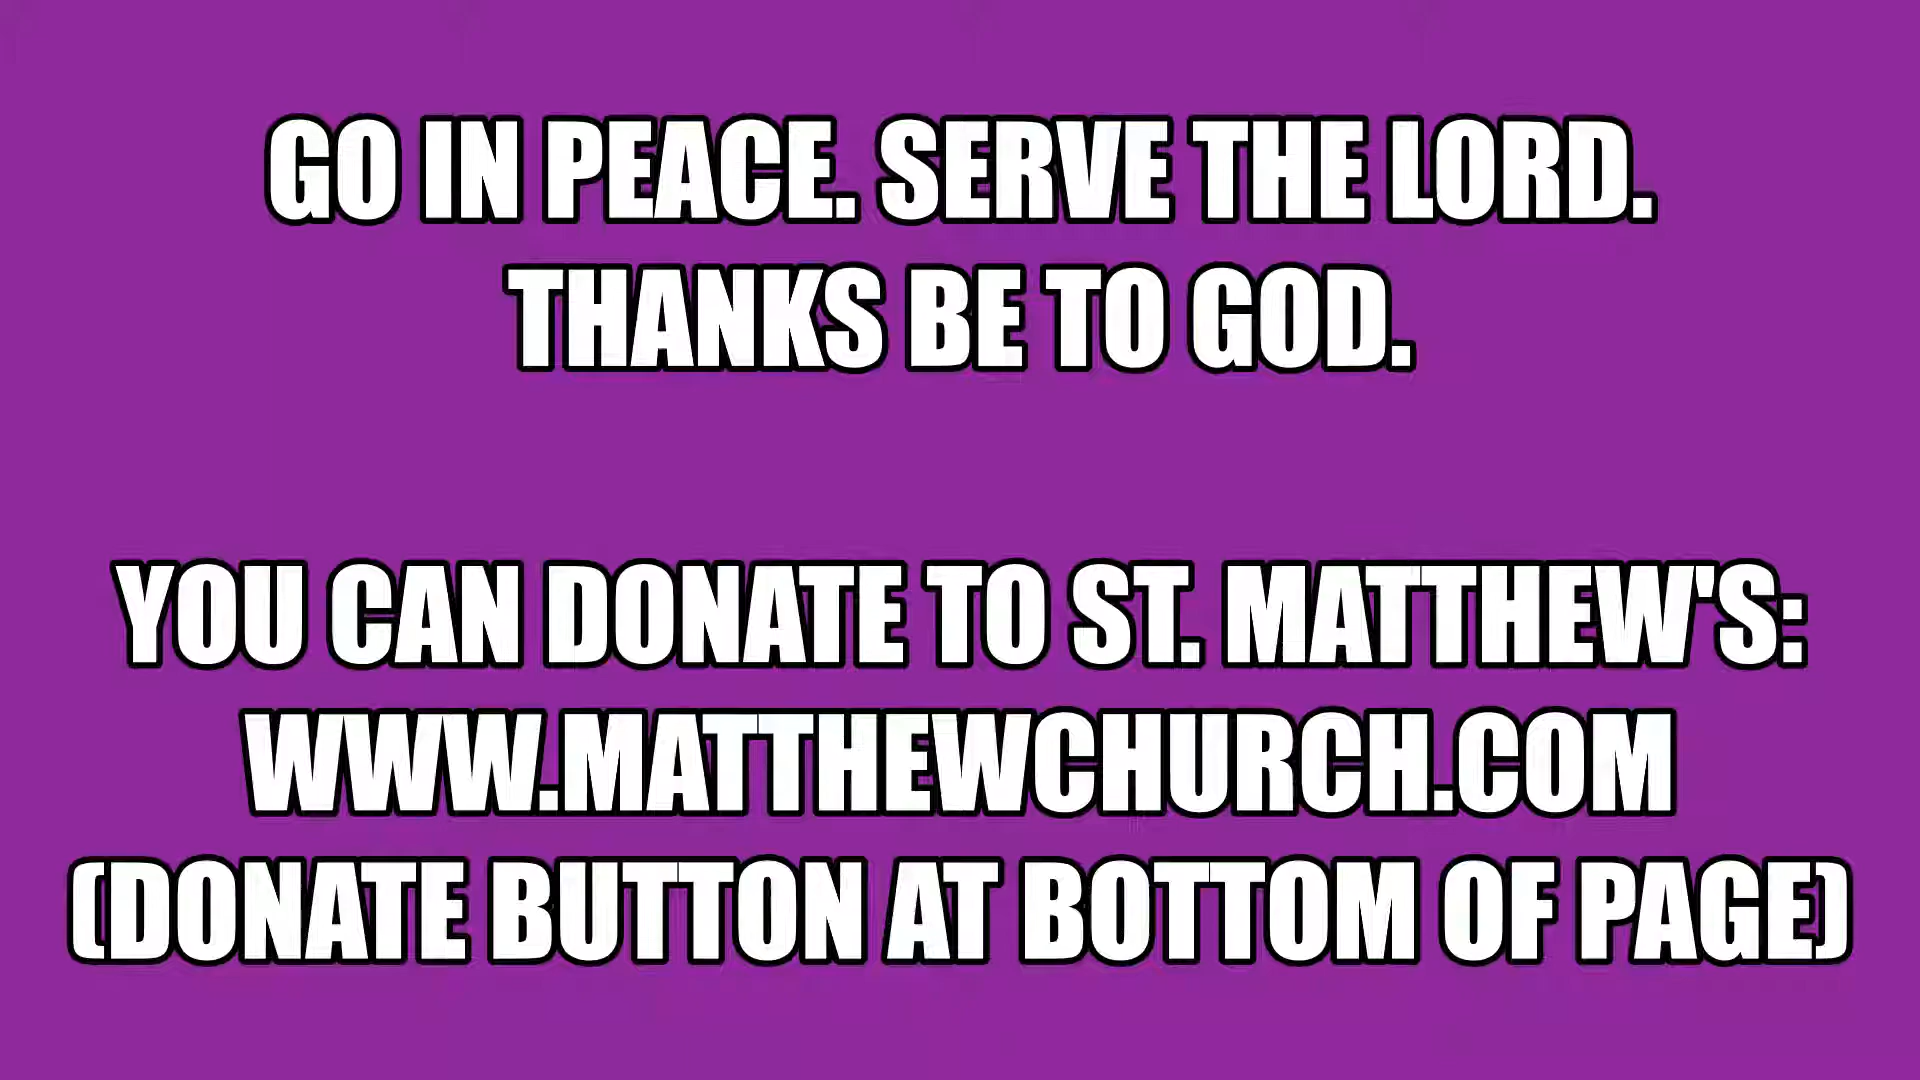 GO IN PEACE. SERVE THE LORD.
THANKS BE TO GOD.
YOU CAN DONATE TO ST. MATTHEW'S:
WWW.MATTHEWCHURCH.COM
(DONATE BUTTON AT BOTTOM OF PAGE)